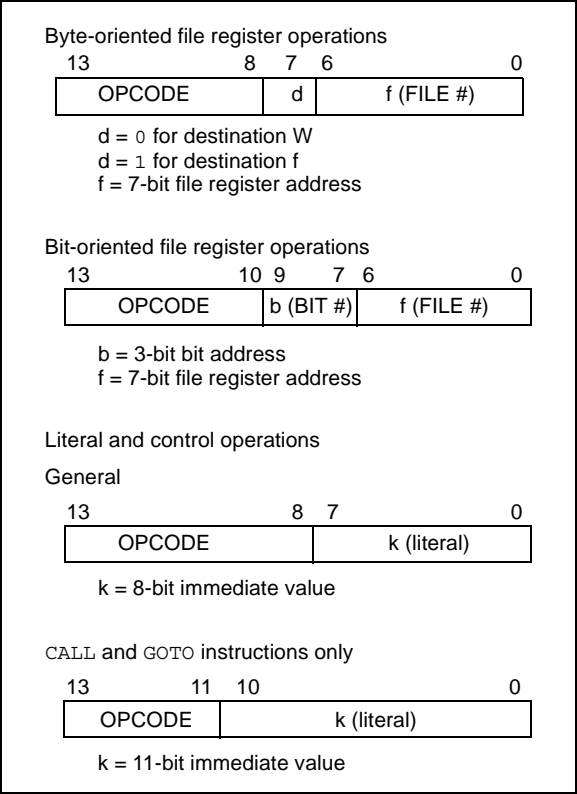 Byte-oriented file register operations
13 8 7 6 0
OPCODE d f (FILE #)
d = 0 for destination W
d = 1 for destination f
f = 7-bit file register address
Bit-oriented file register operations
13 10 9 7 6 0
OPCODE b (BIT #) f (FILE #)
b = 3-bit bit address
f = 7-bit file register address
Literal and control operations
General
13 8 7 0
OPCODE k (literal)
k = 8-bit immediate value
CALL and GOTO instructions only
13 11 10 0
OPCODE k (literal)
k = 11-bit immediate value